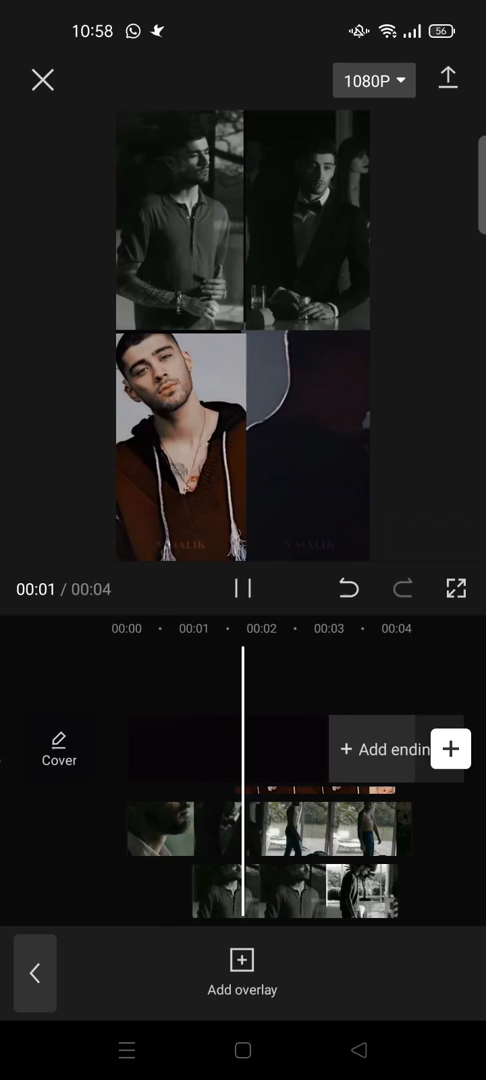 10:58
56
1080P
00:01 / 00:04
00:00 00:01 00:02 00:03 00:04
Cover
+ Add endin
Add overlay